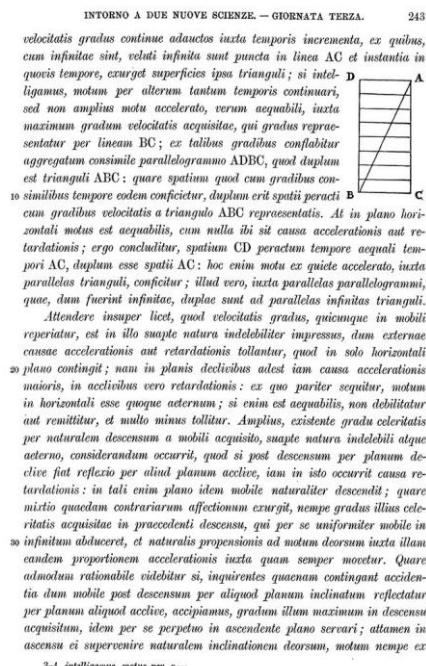 INTORNO A DUE NUOVE SCIENZE. — GIORNATA TERZA. 243
velocitatis gradus continue adauctos iuxta temporis incrementa, ex quibus,
cum infinitae sint, veluti infinita sunt puncta in linea AC et instantia in
quovis tempore, exurget superficies ipsa trianguli; si intel-
ligamus, motum per alterum tantum temporis continuari,
sed non amplius motu accelerato, verum aequabili, iuxta
maximum gradum velocitatis acquisitae, qui gradus reprae-
sentatur per lineam BC; ex talibus gradibus conflabitur
aggregatum consimile parallelogrammo ADBC, quod duplum
est trianguli ABC: quare spatium quod cum gradibus con-
10 similibus tempore eodem conficietur, duplum erit spatii peracti
cum gradibus velocitatis a triangulo ABC repraesentatis. At in plano hori-
zontali motus est aequabilis, cum nulla ibi sit causa accelerationis aut re-
tardationis; ergo concluditur, spatium CD peractum tempore aequali tem-
pori AC, duplum esse spatii AC: hoc enim motu ex quiete accelerato, iuxta
parallelas trianguli, conficitur; illud vero, iuxta parallelas parallelogrammi,
quae, dum fuerint infinitae, duplae sunt ad parallelas infinitas trianguli.
Attendere insuper licet, quod velocitatis gradus, quicunque in mobili
reperiatur, est in illo suapte natura indelebiliter impressus, dum externae
causae accelerationis aut retardationis tollantur, quod in solo horizontali
20 plano contingit; nam in planis declivibus adest iam causa accelerationis
maioris, in acclivibus vero retardationis: ex quo pariter sequitur, motum
in horizontali esse quoque aeternum; si enim est aequabilis, non debilitatur
aut remittitur, et multo minus tollitur. Amplius, existente gradu celeritatis
per naturalem descensum a mobili acquisito, suapte natura indelebili atque
aeterno, considerandum occurrit, quod si post descensum per planum de-
clive fiat reflexio per aliud planum acclive, iam in isto occurrit causa re-
tardationis: in tali enim plano idem mobile naturaliter descendit; quare
mixtio quaedam contrariarum affectionum exurgit, nempe gradus illius cele-
ritatis acquisitae in praecedenti descensu, qui per se uniformiter mobile in
30 infinitum abduceret, et naturalis propensionis ad motum deorsum iuxta illam
eandem proportionem accelerationis iuxta quam semper movetur. Quare
admodum rationabile videbitur si, inquirentes quaenam contingant acciden-
tia dum mobile post descensum per aliquod planum inclinatum reflectatur
per planum aliquod acclive, accipiamus, gradum illum maximum in descensu
acquisitum, idem per se perpetuo in ascendente plano servari; attamen in
ascensu ei supervenire naturalem inclinationem deorsum, motum nempe ex
D A
B C